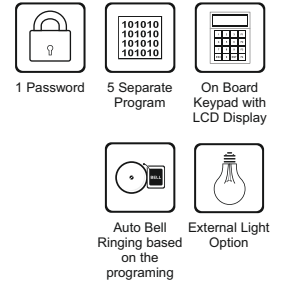 101010
101010
101010
101010
1 Password
5 Separate
Program
On Board
Keypad with
LCD Display
BELL
Auto Bell
Ringing based
on the
programing
External Light
Option